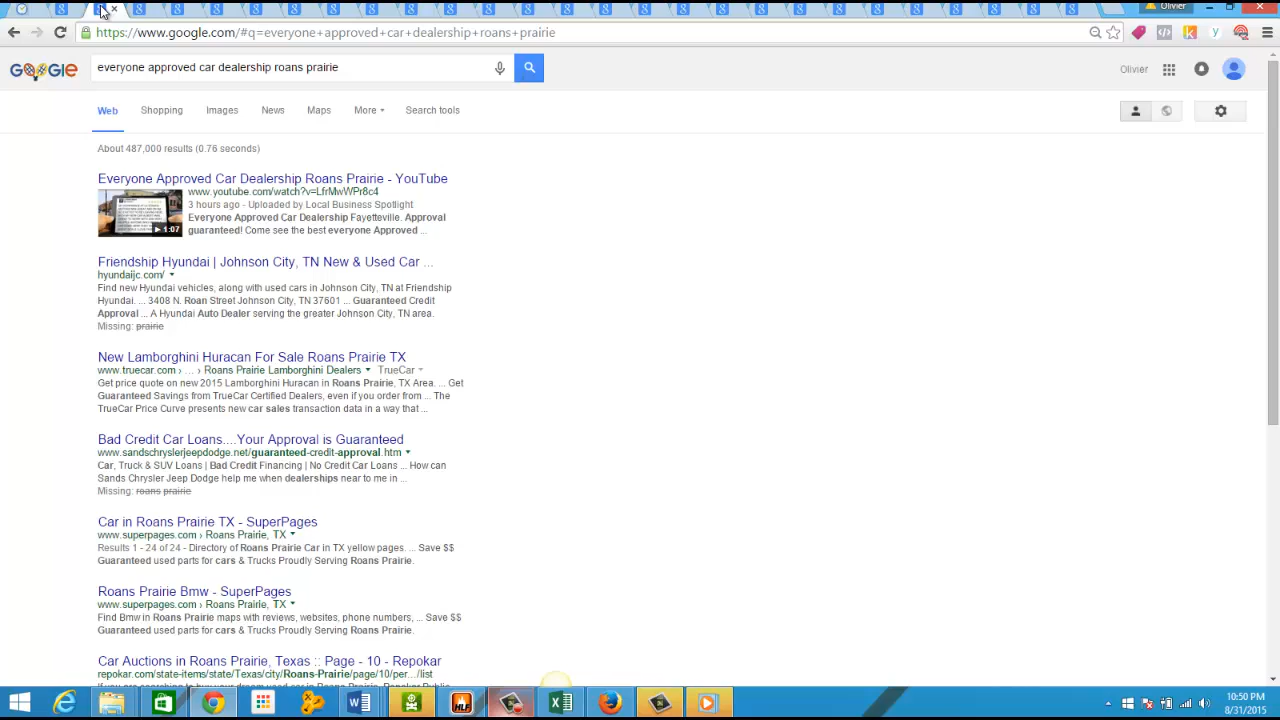 Olivier
https://www.google.com/#q=everyone+approved+car+dealership+roans+prairie
everyone approved car dealership roans prairie
Olivier
Web Shopping Images News Maps More Search tools
About 487,000 results (0.76 seconds)
Everyone Approved Car Dealership Roans Prairie - YouTube
www.youtube.com/watch?v=LfrMwWPr8c4
3 hours ago - Uploaded by Local Business Spotlight
Everyone Approved Car Dealership Fayetteville. Approval
guaranteed! Come see the best everyone Approved ...
1:07
Friendship Hyundai | Johnson City, TN New & Used Car ...
hyundaijc.com/
Find new Hyundai vehicles, along with used cars in Johnson City, TN at Friendship
Hyundai. ... 3408 N. Roan Street Johnson City, TN 37601 ... Guaranteed Credit
Approval ... A Hyundai Auto Dealer serving the greater Johnson City, TN area.
Missing: prairie
New Lamborghini Huracan For Sale Roans Prairie TX
www.truecar.com › ... › Roans Prairie Lamborghini Dealers TrueCar
Get price quote on new 2015 Lamborghini Huracan in Roans Prairie, TX Area. ... Get
Guaranteed Savings from TrueCar Certified Dealers, even if you order from ... The
TrueCar Price Curve presents new car sales transaction data in a way that ...
Bad Credit Car Loans....Your Approval is Guaranteed
www.sandschryslerjeepdodge.net/guaranteed-credit-approval.htm
Car, Truck & SUV Loans | Bad Credit Financing | No Credit Car Loans ... How can
Sands Chrysler Jeep Dodge help me when dealerships near to me in ...
Missing: roans prairie
Car in Roans Prairie TX - SuperPages
www.superpages.com › Roans Prairie, TX
Results 1 - 24 of 24 - Directory of Roans Prairie Car in TX yellow pages. ... Save $$
Guaranteed used parts for cars & Trucks Proudly Serving Roans Prairie.
Roans Prairie Bmw - SuperPages
www.superpages.com › Roans Prairie, TX
Find Bmw in Roans Prairie maps with reviews, websites, phone numbers, ... Save $$
Guaranteed used parts for cars & Trucks Proudly Serving Roans Prairie.
Car Auctions in Roans Prairie, Texas :: Page - 10 - Repokar
repokar.com/state-items/state/Texas/city/Roans-Prairie/page/10/per.../list
HLF
10:50 PM
8/31/2015